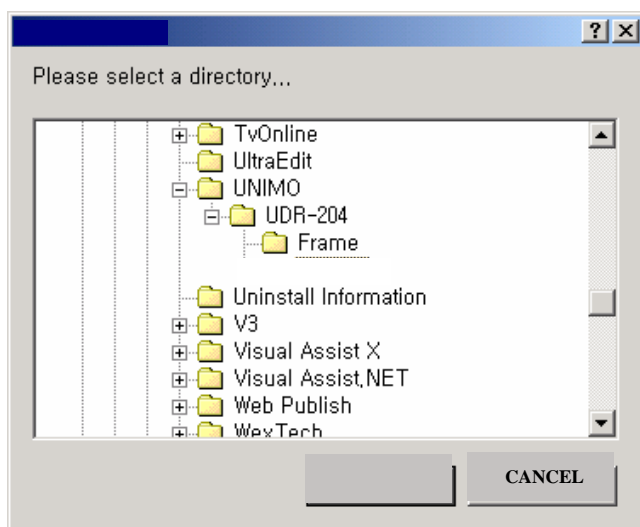 Please select a directory...
TvOnline
UltraEdit
UNIMO
UDR-204
Frame
Uninstall Information
V3
Visual Assist X
Visual Assist.NET
Web Publish
WexTech
CANCEL